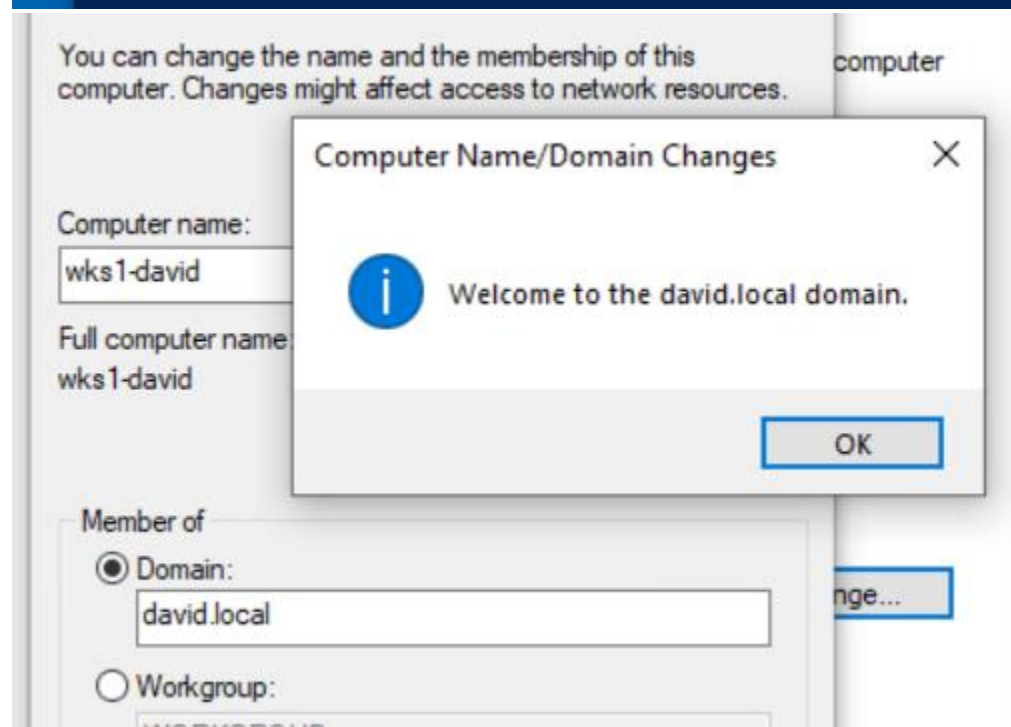 You can change the name and the membership of this
computer. Changes might affect access to network resources.
computer
Computer Name/Domain Changes
Welcome to the david.local domain.
OK
Computer name:
wks1-david
Full computer name:
wks1-david
Member of
Domain:
david.local
nge...
Workgroup:
WORKGROUP